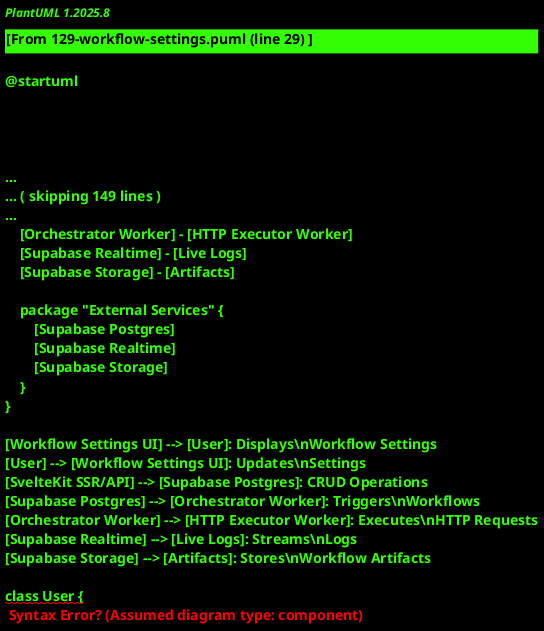 PlantUML 1.2025.8
[From 129-workflow-settings.puml (line 29) ]
@startuml
...
... ( skipping 149 lines )
...
[Orchestrator Worker] - [HTTP Executor Worker]
[Supabase Realtime] - [Live Logs]
[Supabase Storage] - [Artifacts]
package "External Services" {
[Supabase Postgres]
[Supabase Realtime]
[Supabase Storage]
}
}
[Workflow Settings UI] --> [User]: Displays\nWorkflow Settings
[User] --> [Workflow Settings UI]: Updates\nSettings
[SvelteKit SSR/API] --> [Supabase Postgres]: CRUD Operations
[Supabase Postgres] --> [Orchestrator Worker]: Triggers\nWorkflows
[Orchestrator Worker] --> [HTTP Executor Worker]: Executes\nHTTP Requests
[Supabase Realtime] --> [Live Logs]: Streams\nLogs
[Supabase Storage] --> [Artifacts]: Stores\nWorkflow Artifacts
class User {
Syntax Error? (Assumed diagram type: component)